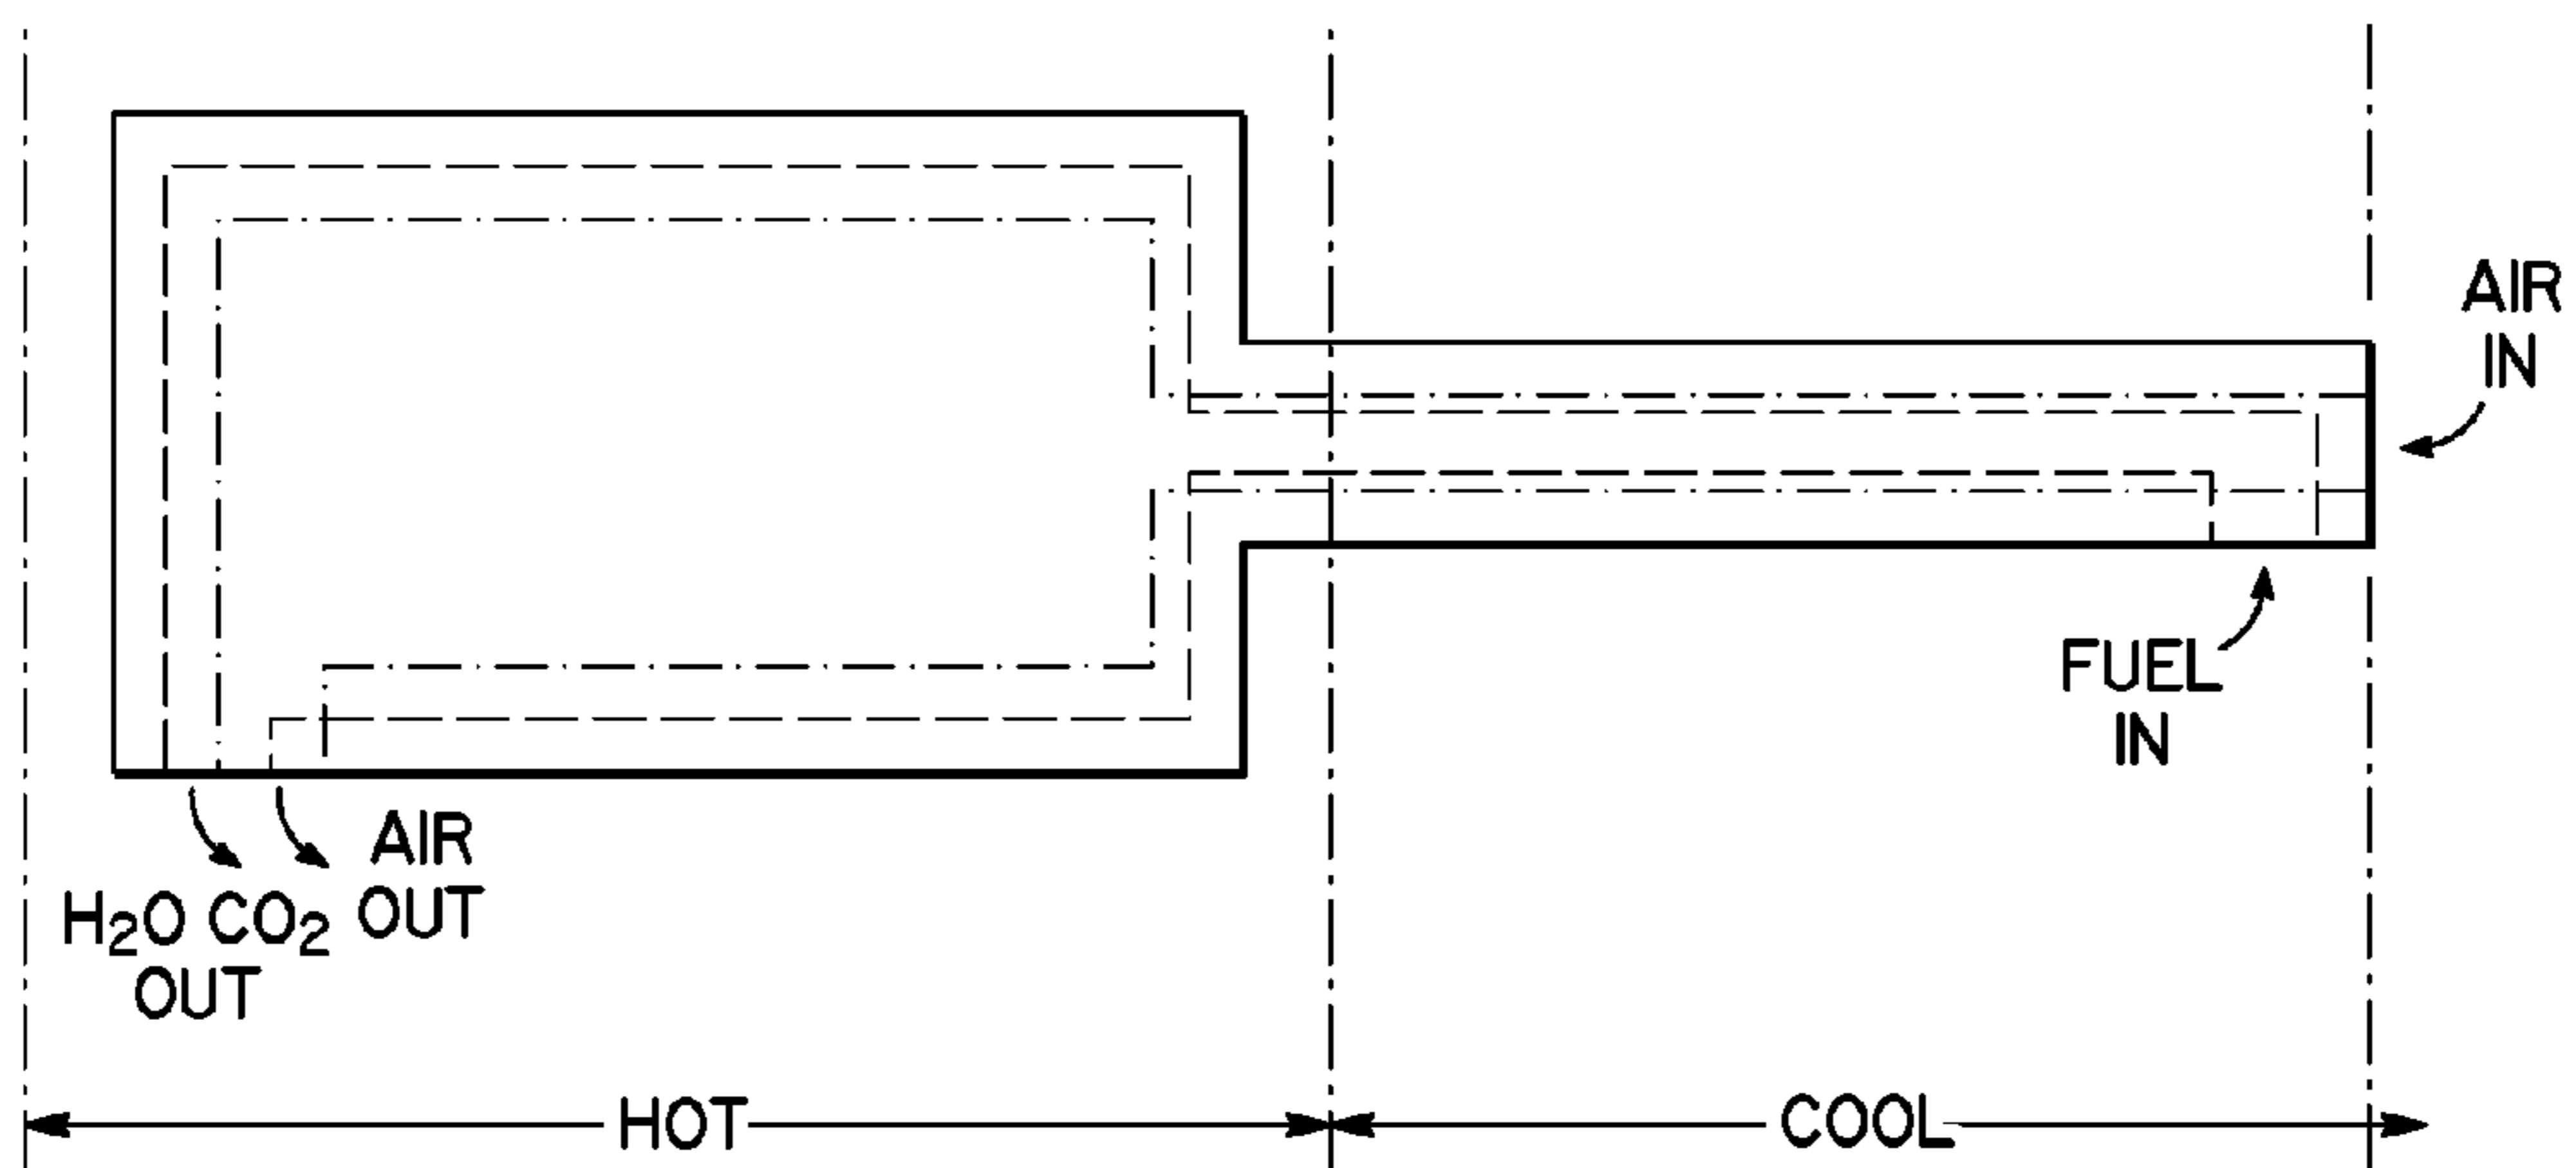 AIR
IN
FUEL
IN
AIR
OUT
H₂O CO₂
OUT
HOT
COOL